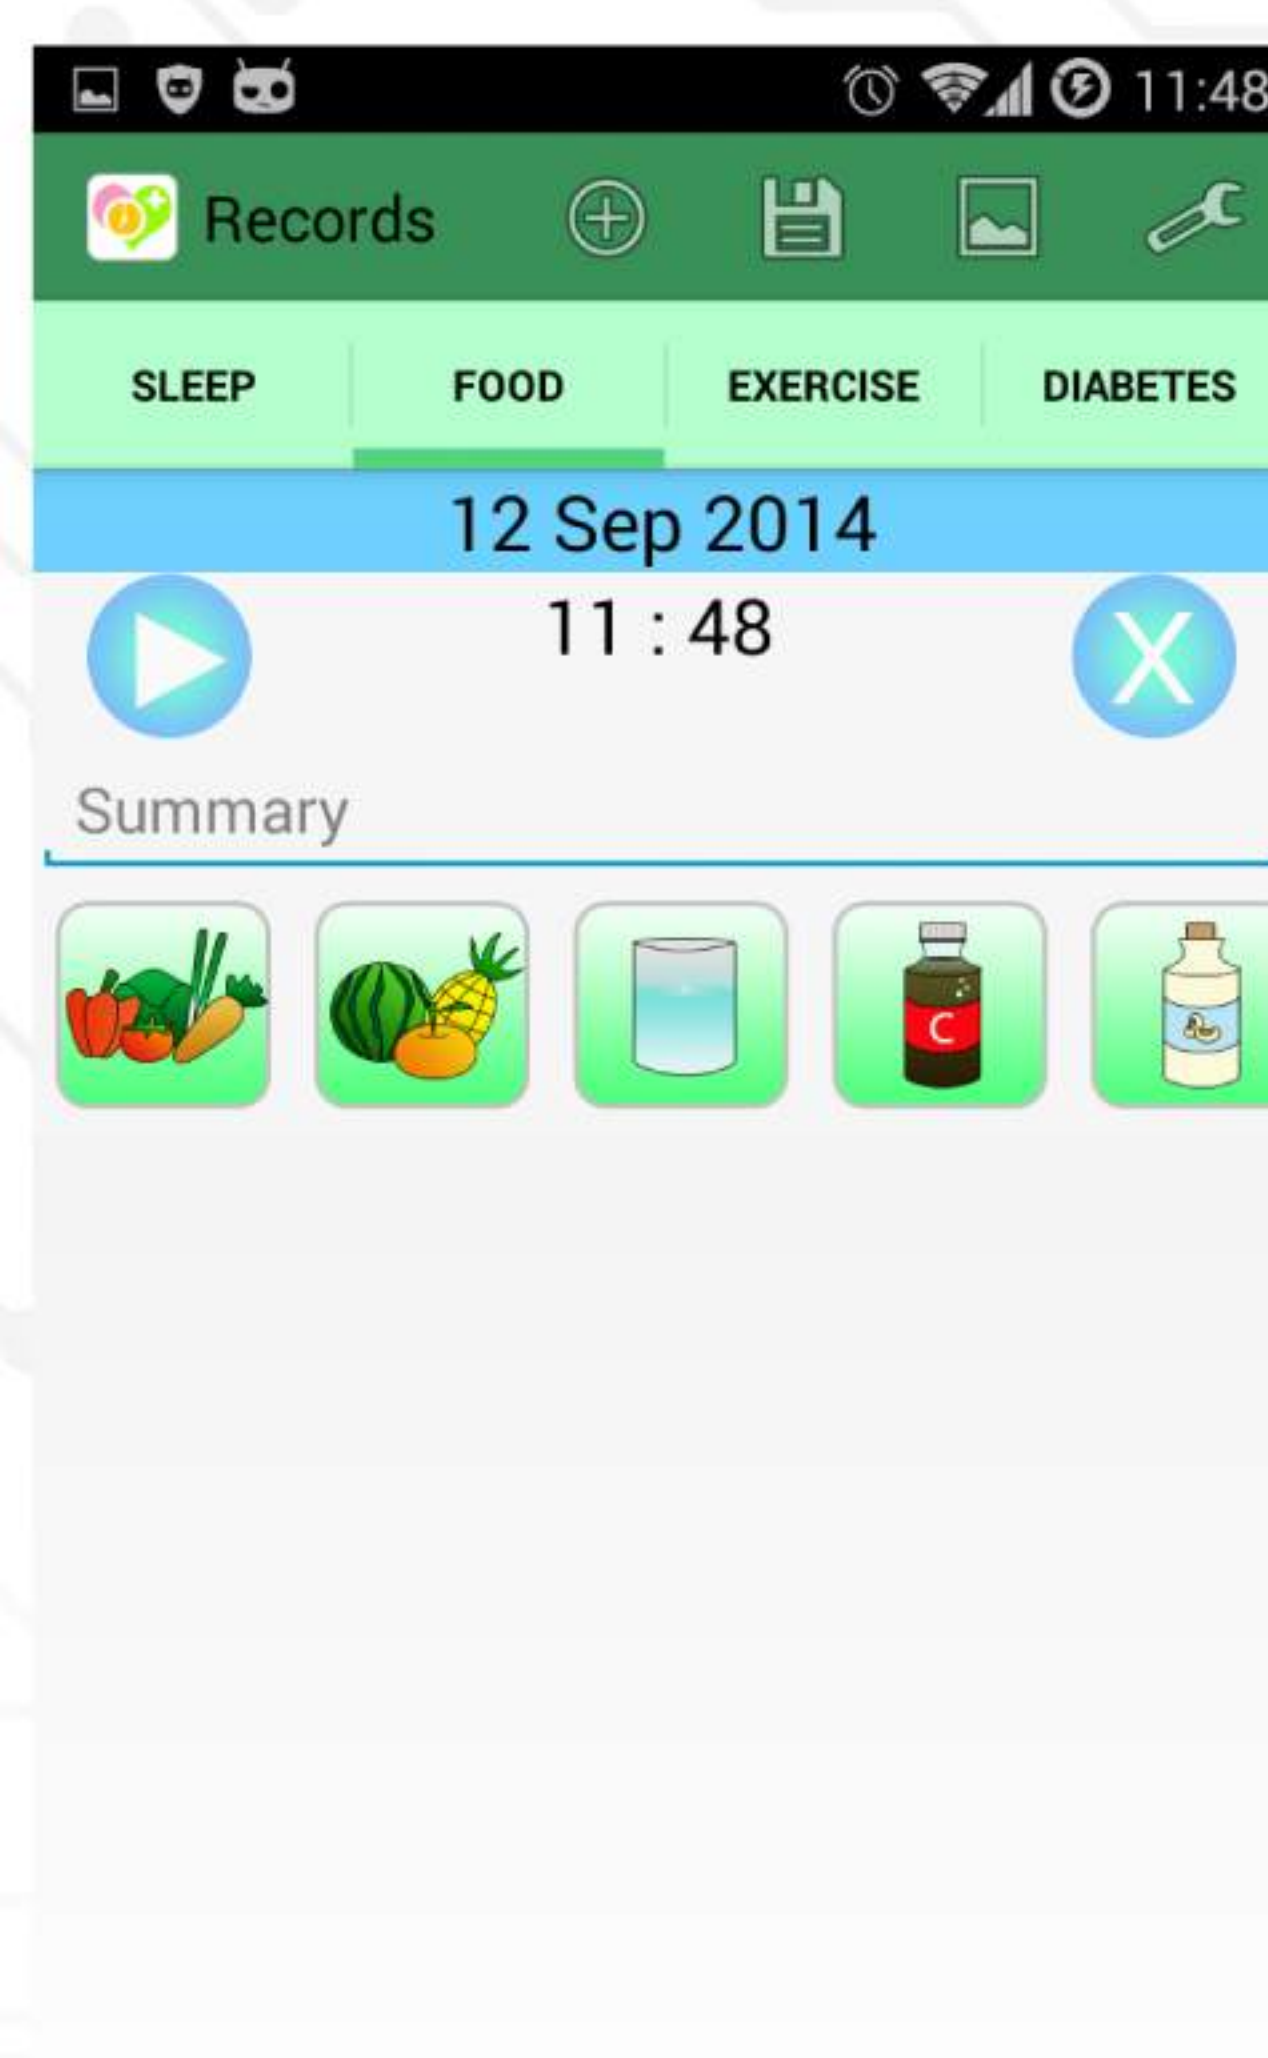 11:48
Records
SLEEP FOOD EXERCISE DIABETES
12 Sep 2014
11 : 48
X
Summary
C